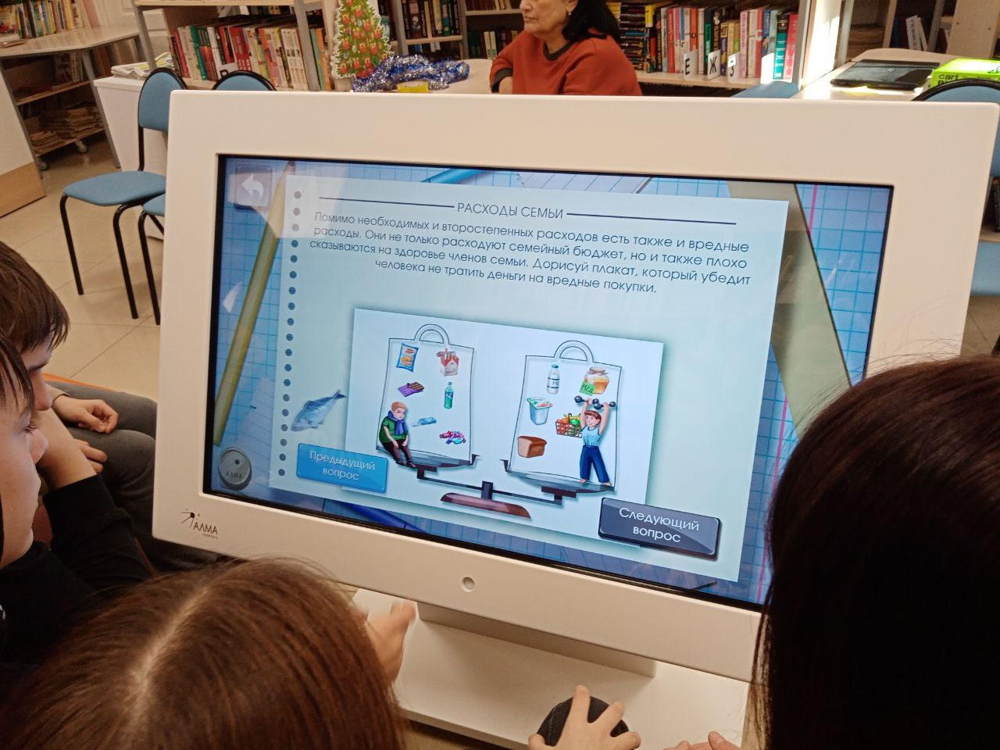 РАСХОДЫ СЕМЬИ
Помимо необходимых и второстепенных расходов есть также и вредные
расходы. Они не только расходуют семейный бюджет, но и также плохо
сказываются на здоровье членов семьи. Дорисуй плакат, который убедит
человека не тратить деньги на вредные покупки.
МЁД
Предыдущий
вопрос
Следующий
вопрос
АЛМА
АЛМА
Е
Ж